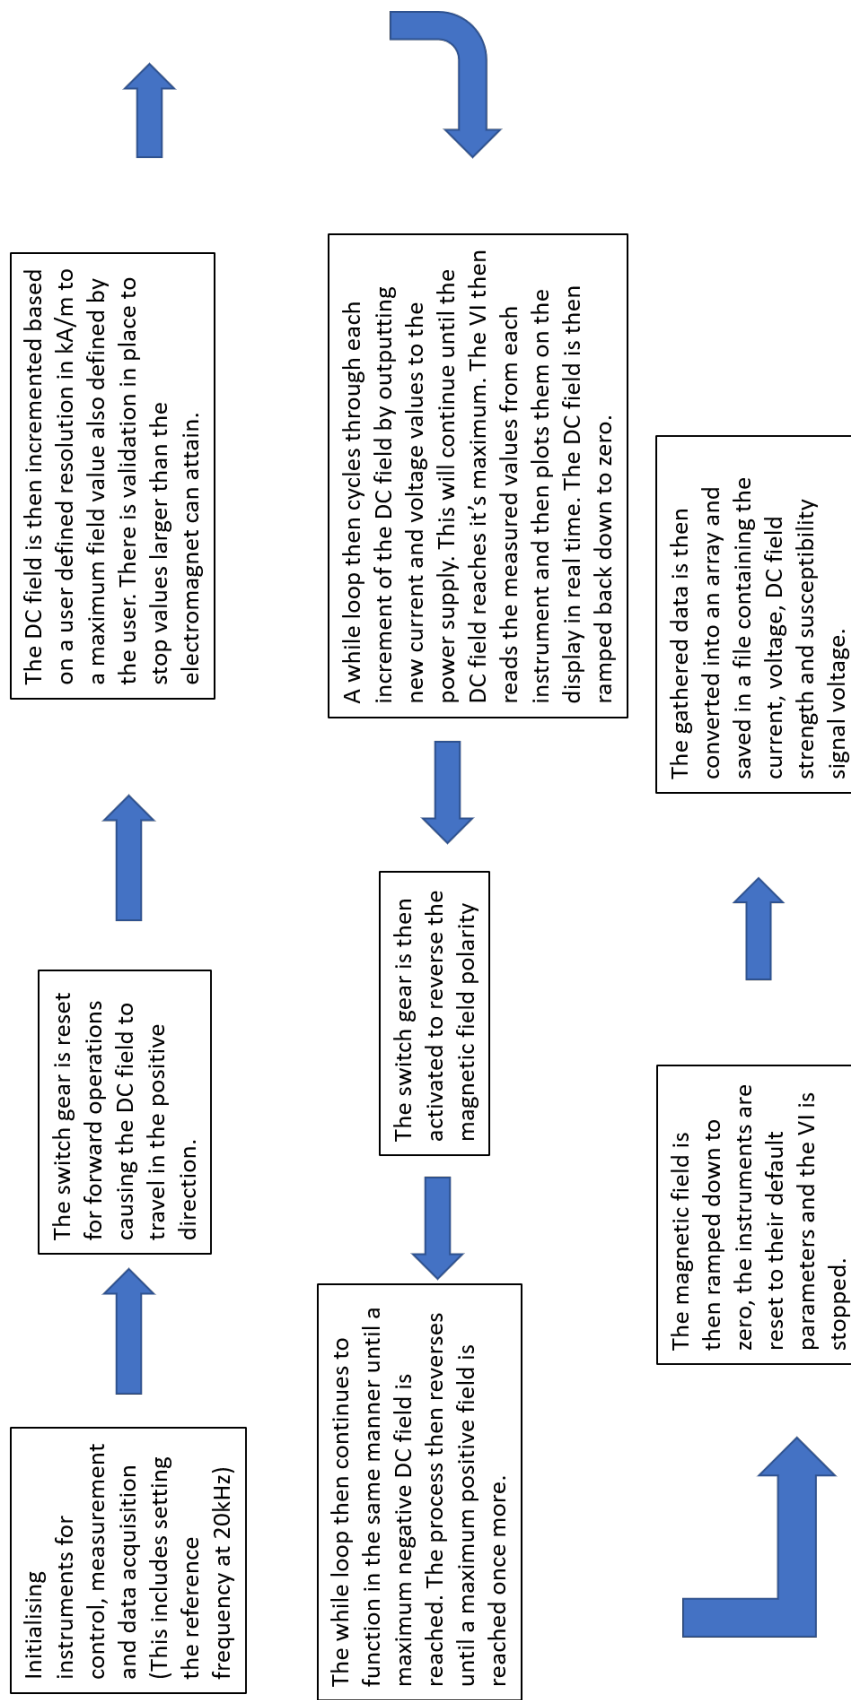 Initialising
instruments for
control, measurement
and data acquisition
(This includes setting
the reference
frequency at 20kHz)
The switch gear is reset
for forward operations
causing the DC field to
travel in the positive
direction.
The DC field is then incremented based
on a user defined resolution in kA/m to
a maximum field value also defined by
the user. There is validation in place to
stop values larger than the
electromagnet can attain.
A while loop then cycles through each
increment of the DC field by outputting
new current and voltage values to the
power supply. This will continue until the
DC field reaches it's maximum. The VI then
reads the measured values from each
instrument and then plots them on the
display in real time. The DC field is then
ramped back down to zero.
The switch gear is then
activated to reverse the
magnetic field polarity
The while loop then continues to
function in the same manner until a
maximum negative DC field is
reached. The process then reverses
until a maximum positive field is
reached once more.
The magnetic field is
then ramped down to
zero, the instruments are
reset to their default
parameters and the VI is
stopped.
The gathered data is then
converted into an array and
saved in a file containing the
current, voltage, DC field
strength and susceptibility
signal voltage.